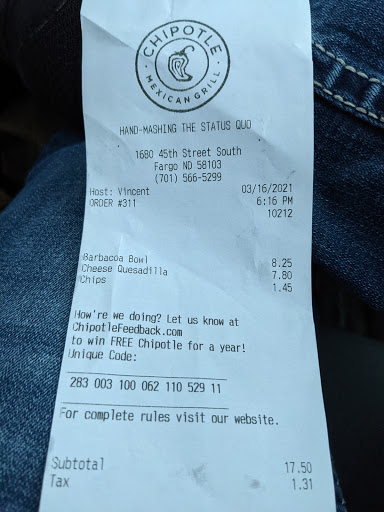 CHIPOTLE
MEXICAN GRILL
HAND-MASHING THE STATUS QUO
1680 45th Street South
Fargo ND 58103
(701) 566-5299
Host: Vincent 03/16/2021
ORDER #311 6:16 PM
10212
Barbacoa Bowl 8.25
Cheese Quesadilla 7.80
Chips 1.45
How're we doing? Let us know at
ChipotleFeedback.com
to win FREE Chipotle for a year!
Unique Code:
283 003 100 062 110 529 11
For complete rules visit our website.
Subtotal 17.50
Tax 1.31